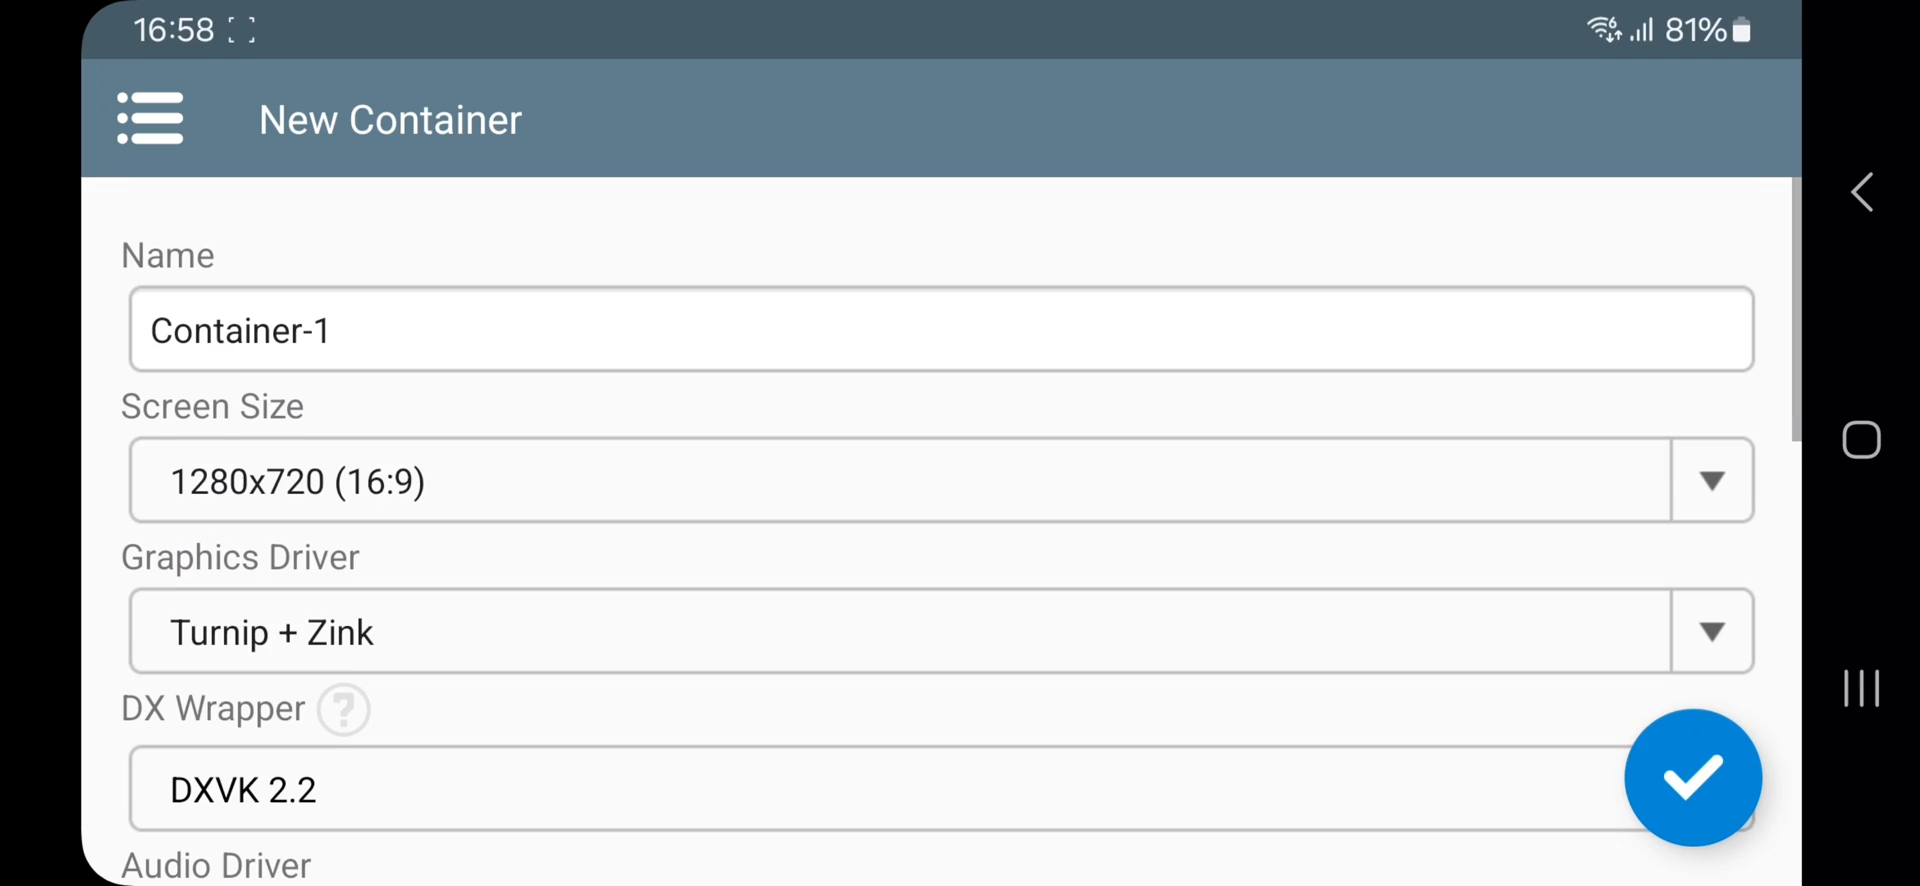 16:58
6 81%
New Container
Name
Container-1
Screen Size
1280x720 (16:9)
Graphics Driver
Turnip + Zink
DX Wrapper ?
DXVK 2.2
Audio Driver